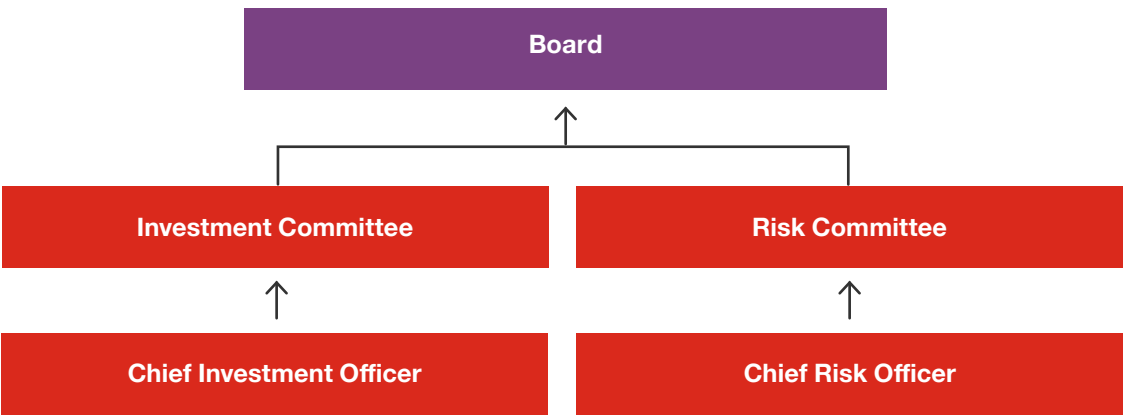 Board
Investment Committee
Risk Committee
Chief Investment Officer
Chief Risk Officer